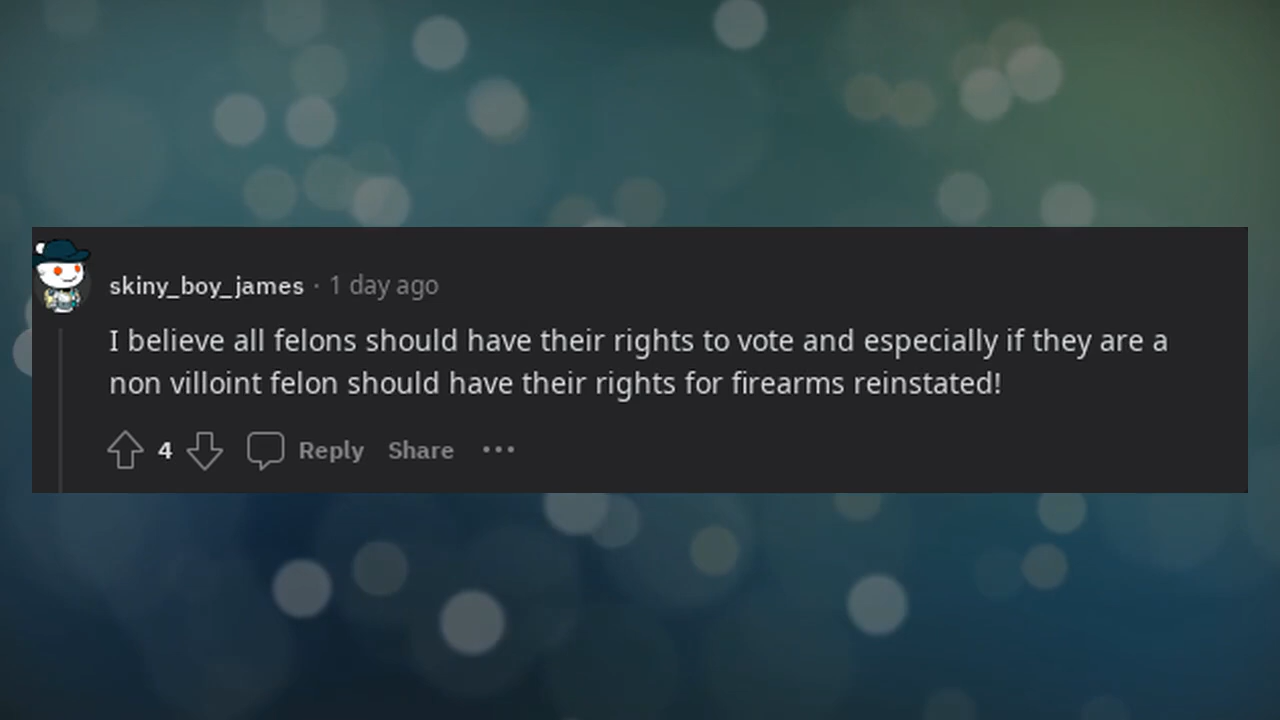 skiny_boy_james · 1 day ago
I believe all felons should have their rights to vote and especially if they are a
non villoint felon should have their rights for firearms reinstated!
4 Reply Share •••